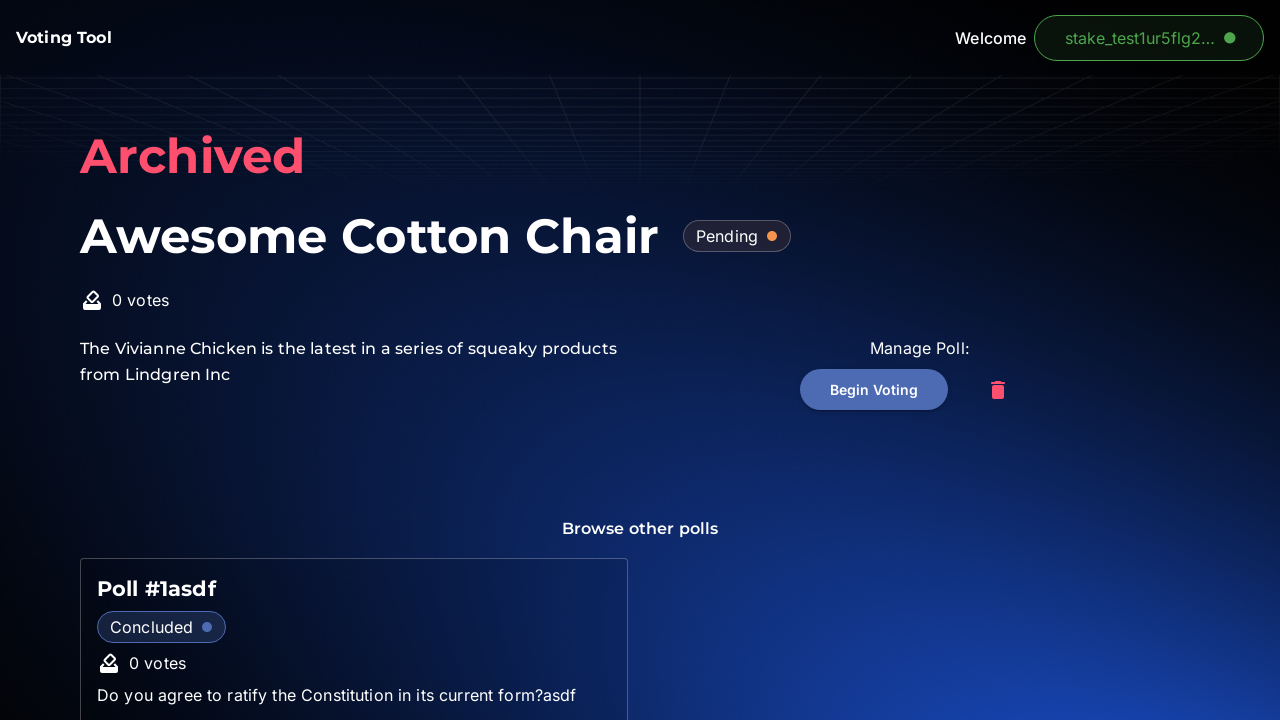 Voting Tool
Welcome
stake_test1ur5flg2...
Archived
Awesome Cotton Chair
Pending
0 votes
The Vivianne Chicken is the latest in a series of squeaky products
from Lindgren Inc
Manage Poll:
Begin Voting
Browse other polls
Poll #1asdf
Concluded
0 votes
Do you agree to ratify the Constitution in its current form?asdf